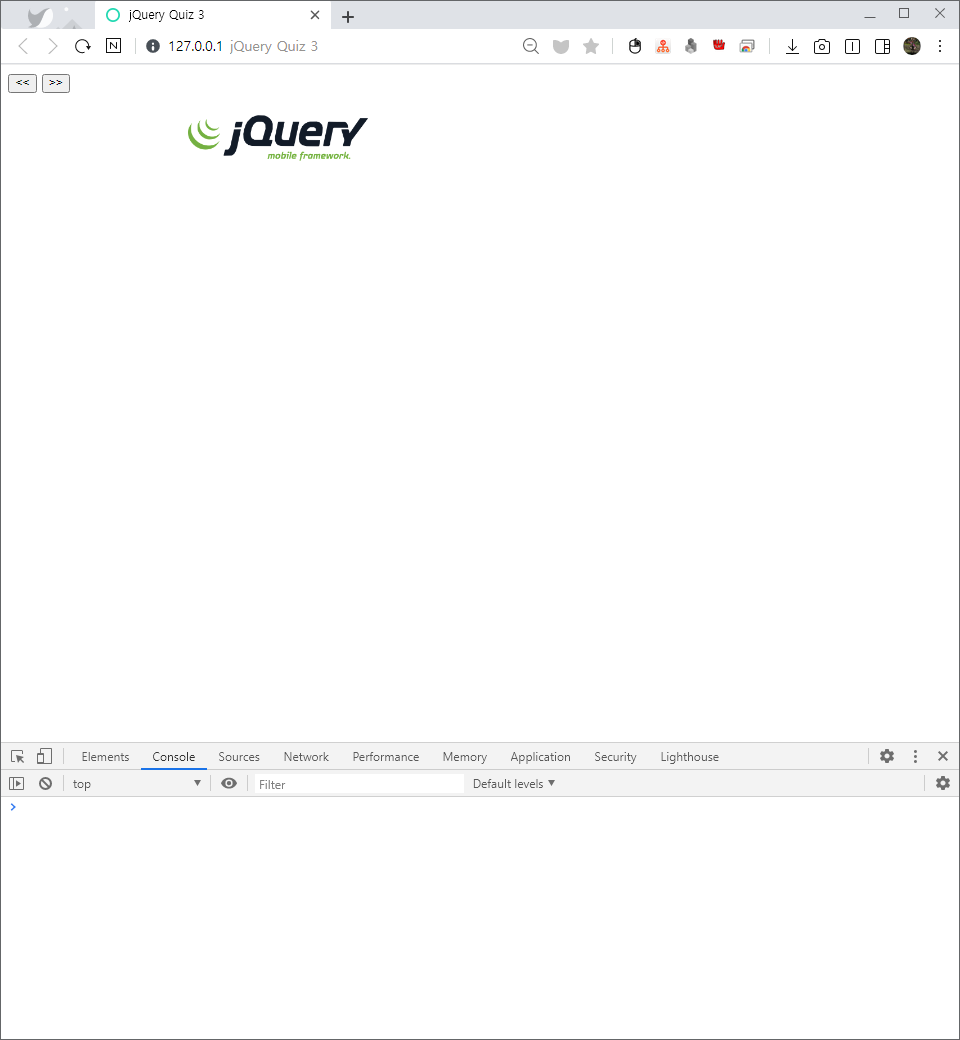 jQuery Quiz 3
N 127.0.0.1 jQuery Quiz 3
<< >>
jQuery
mobile framework.
Elements Console Sources Network Performance Memory Application Security Lighthouse
top Filter Default levels